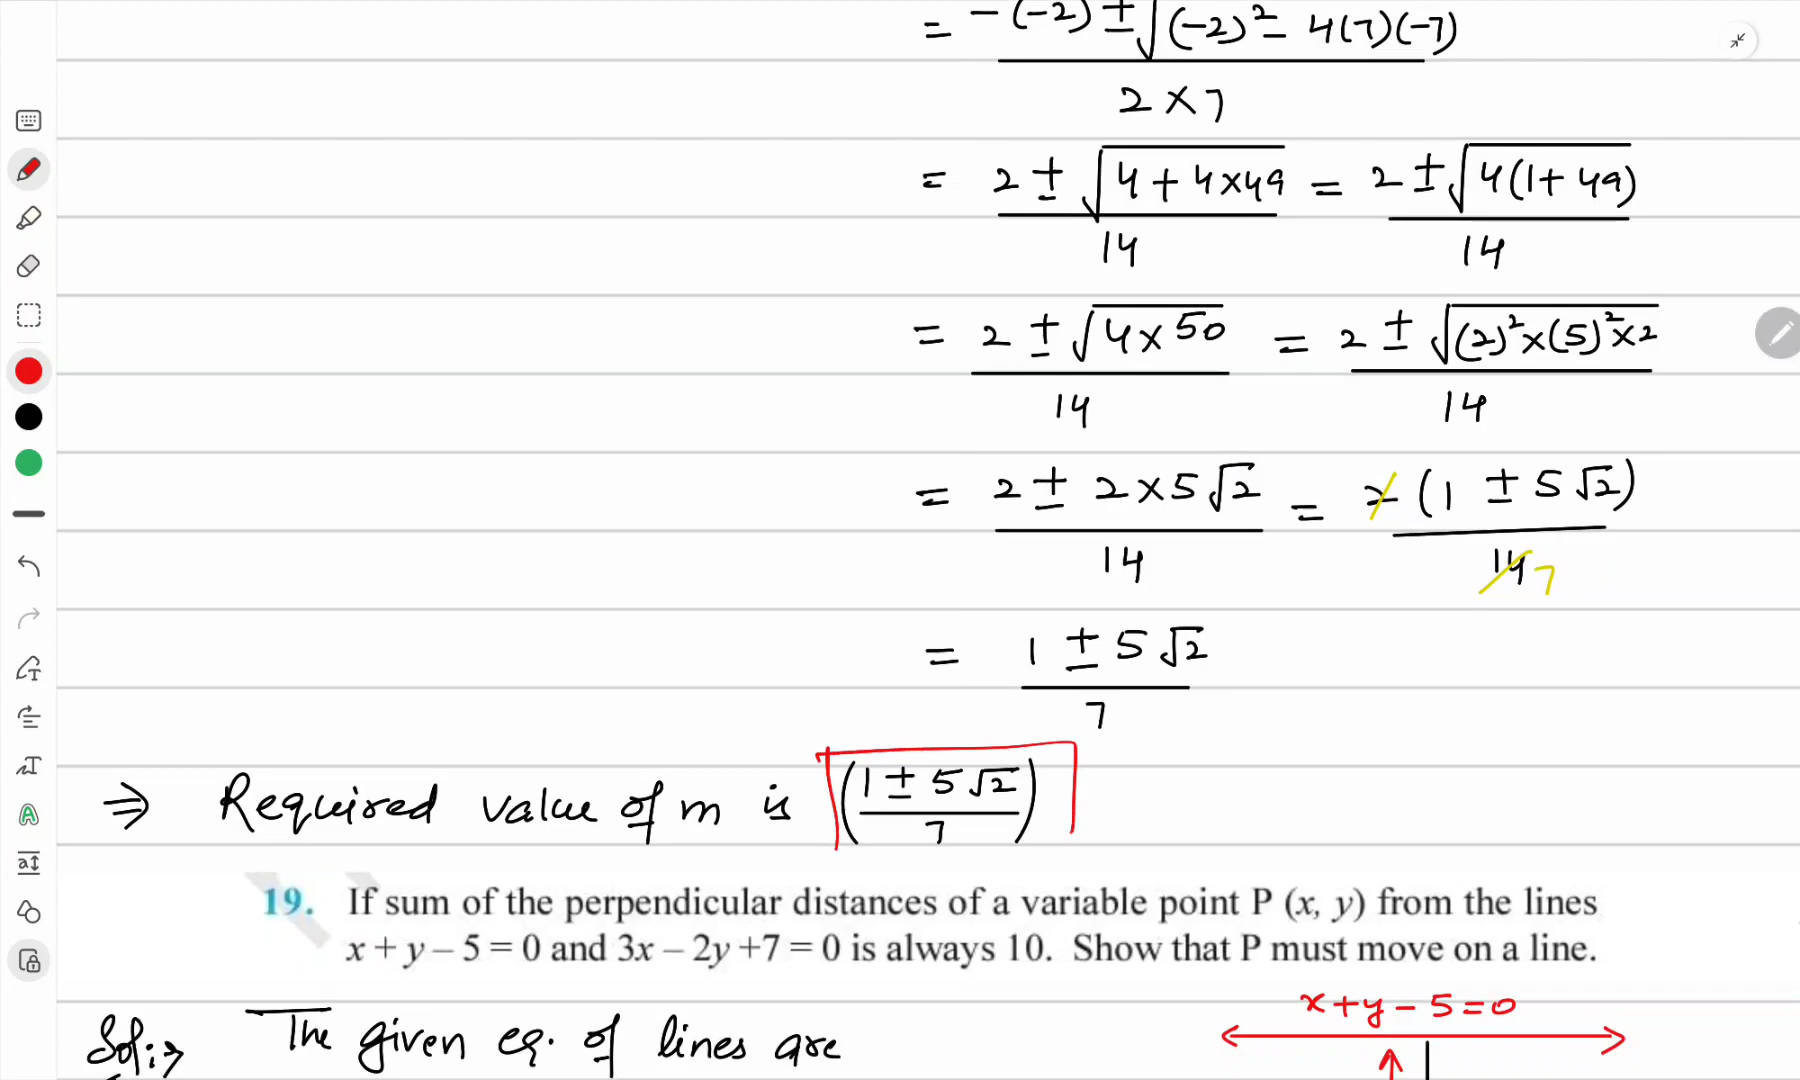 = -(-2) ± √(-2)² - 4(7)(-7)
2 × 7
= 2 ± √4 + 4×49 = 2 ± √4(1 + 49)
14 14
= 2 ± √4 × 50 = 2 ± √(2)²×(5)²×2
14 14
= 2 ± 2 × 5√2 = 2(1 ± 5√2)
14 14 7
= 1 ± 5√2
7
⇒ Required value of m is (1 ± 5√2)
7
19. If sum of the perpendicular distances of a variable point P (x, y) from the lines
x + y – 5 = 0 and 3x – 2y +7 = 0 is always 10. Show that P must move on a line.
x + y - 5 = 0
Sol:⇒ The given eq. of lines are